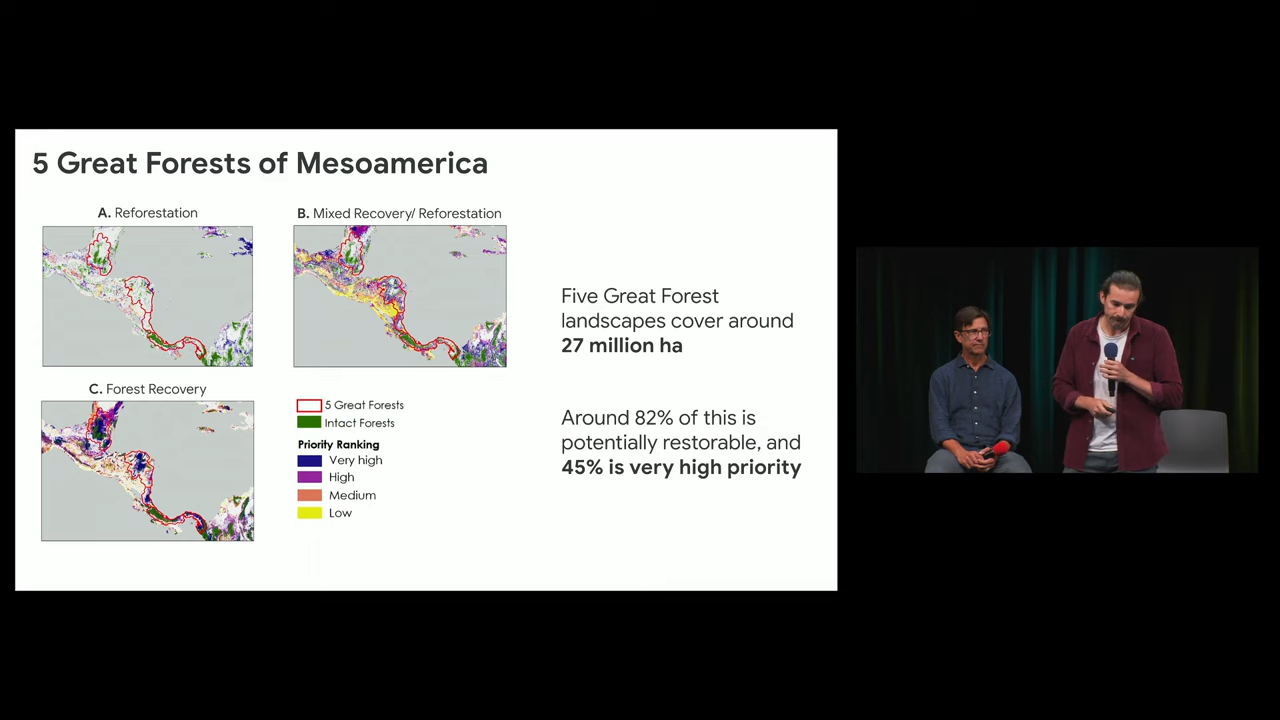 5 Great Forests of Mesoamerica
A. Reforestation
B. Mixed Recovery/ Reforestation
C. Forest Recovery
5 Great Forests
Intact Forests
Priority Ranking
Very high
High
Medium
Low
Five Great Forest
landscapes cover around
27 million ha
Around 82% of this is
potentially restorable, and
45% is very high priority